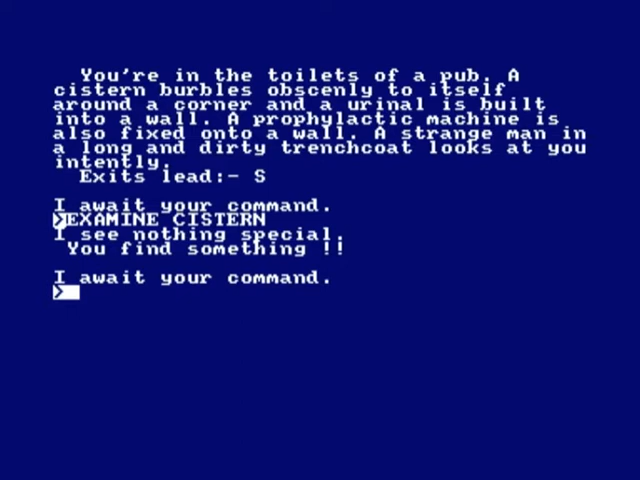 You're in the toilets of a pub. A
cistern burbles obscenly to itself
around a corner and a urinal is built
into a wall. A prophylactic machine is
also fixed onto a wall. A strange man in
a long and dirty trenchcoat looks at you
intently.
Exits lead:- S
I await your command.
>EXAMINE CISTERN
I see nothing special.
You find something !!
I await your command.
>